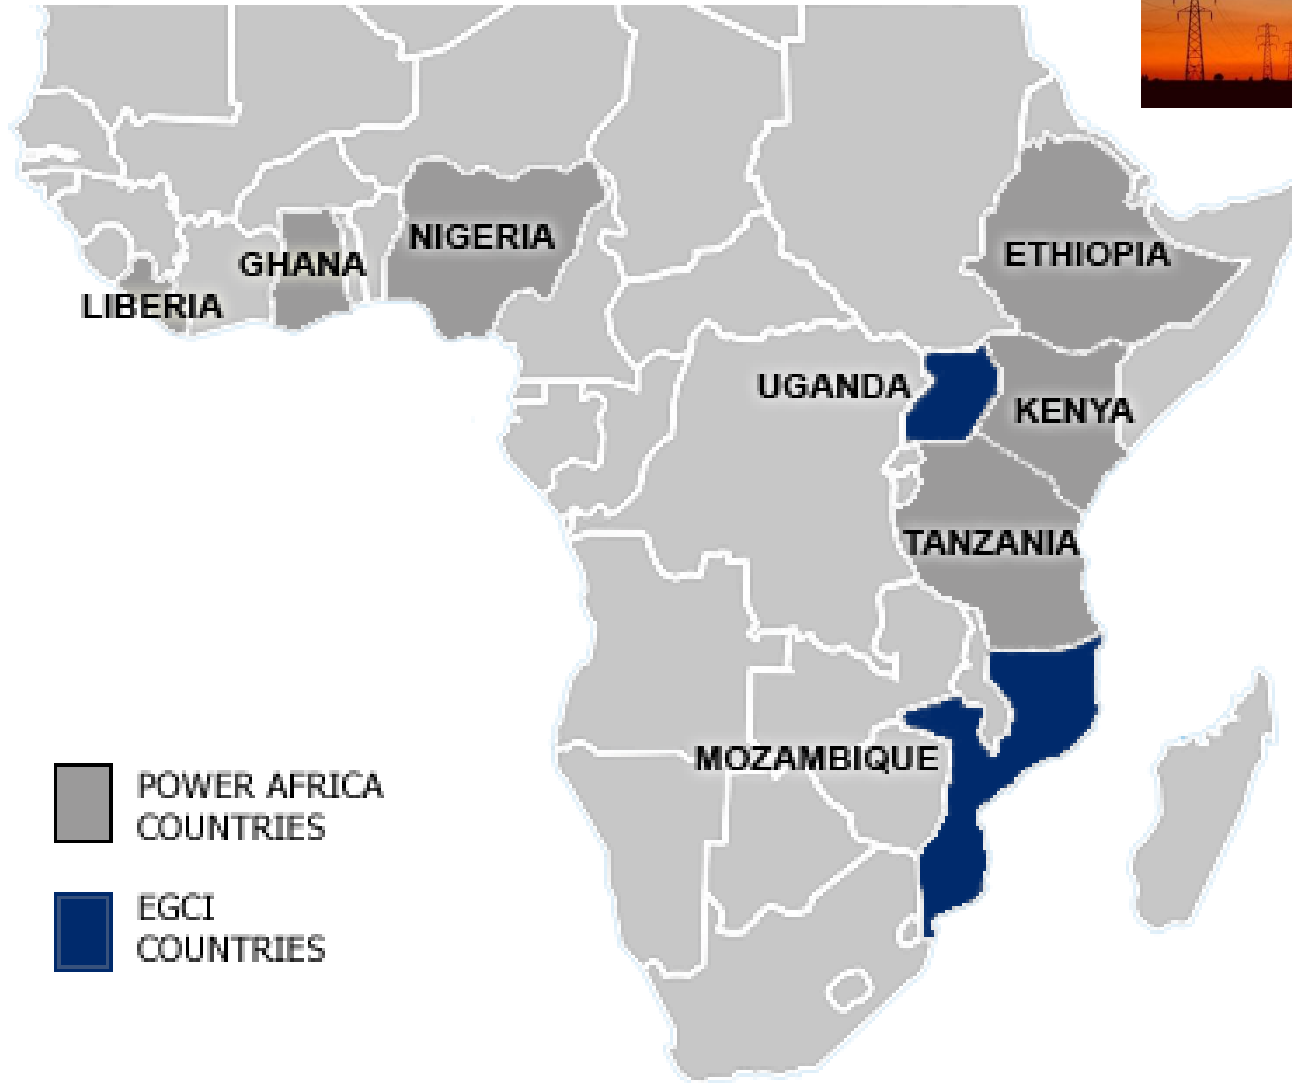 NIGERIA
ETHIOPIA
GHANA
LIBERIA
UGANDA
KENYA
TANZANIA
MOZAMBIQUE
POWER AFRICA
COUNTRIES
EGCI
COUNTRIES